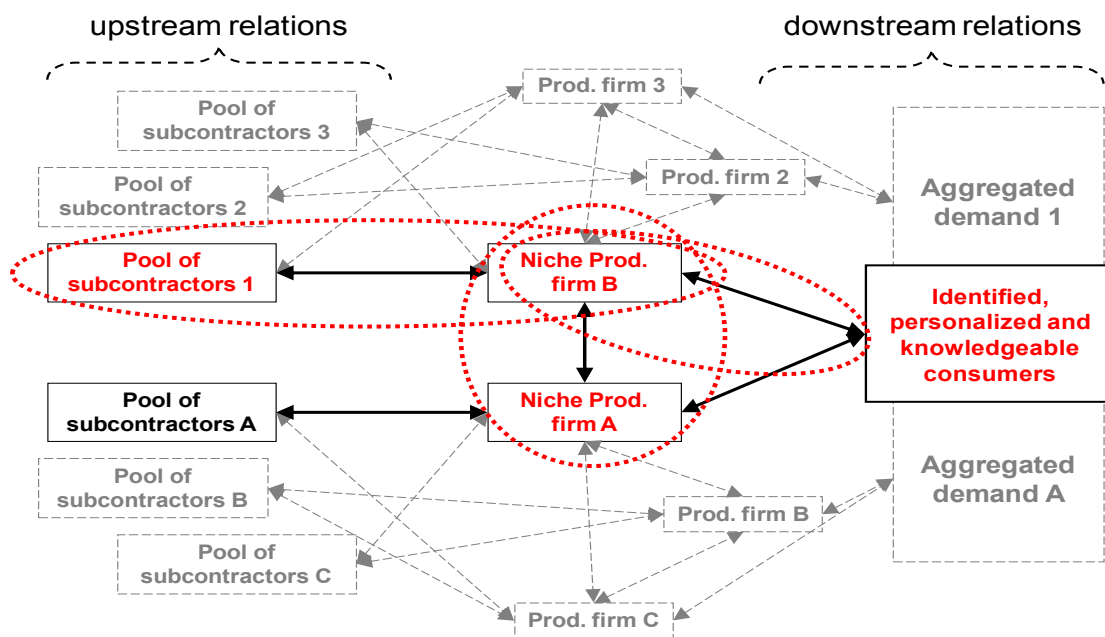 upstream relations
downstream relations
Prod. firm 3
Pool of
subcontractors 3
Prod. firm 2
Pool of
subcontractors 2
Aggregated
demand 1
Pool of
subcontractors 1
Niche Prod.
firm B
Identified,
personalized and
knowledgeable
consumers
Pool of
subcontractors A
Niche Prod.
firm A
Pool of
subcontractors B
Aggregated
demand A
Prod. firm B
Pool of
subcontractors C
Prod. firm C